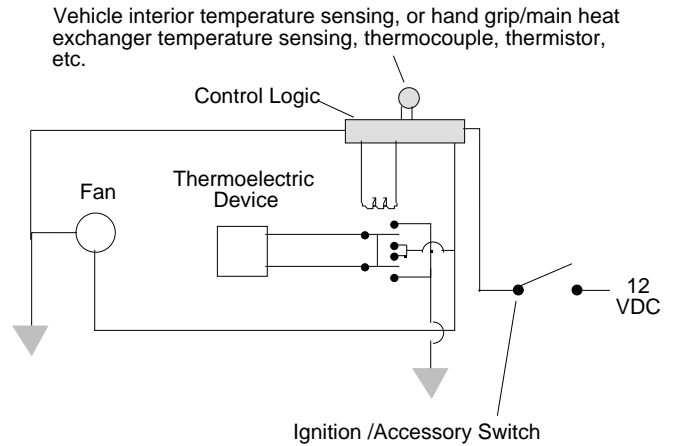 Vehicle interior temperature sensing, or hand grip/main heat
exchanger temperature sensing, thermocouple, thermistor,
etc.
Control Logic
Fan
Thermoelectric
Device
12
VDC
Ignition /Accessory Switch